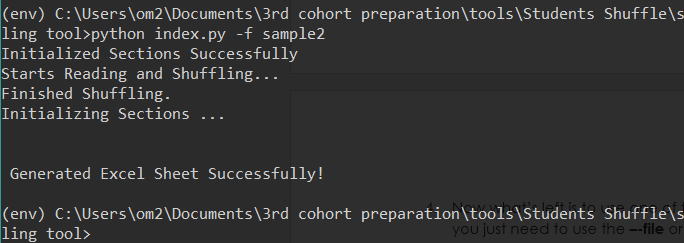 (env) C:\Users\om2\Documents\3rd cohort preparation\tools\Students Shuffle\s
ling tool>python index.py -f sample2
Initialized Sections Successfully
Starts Reading and Shuffling...
Finished Shuffling.
Initializing Sections ...
Generated Excel Sheet Successfully!
Now what's left is to use one of
you just need to use the --file or
(env) C:\Users\om2\Documents\3rd cohort preparation\tools\Students Shuffle\s
ling tool>